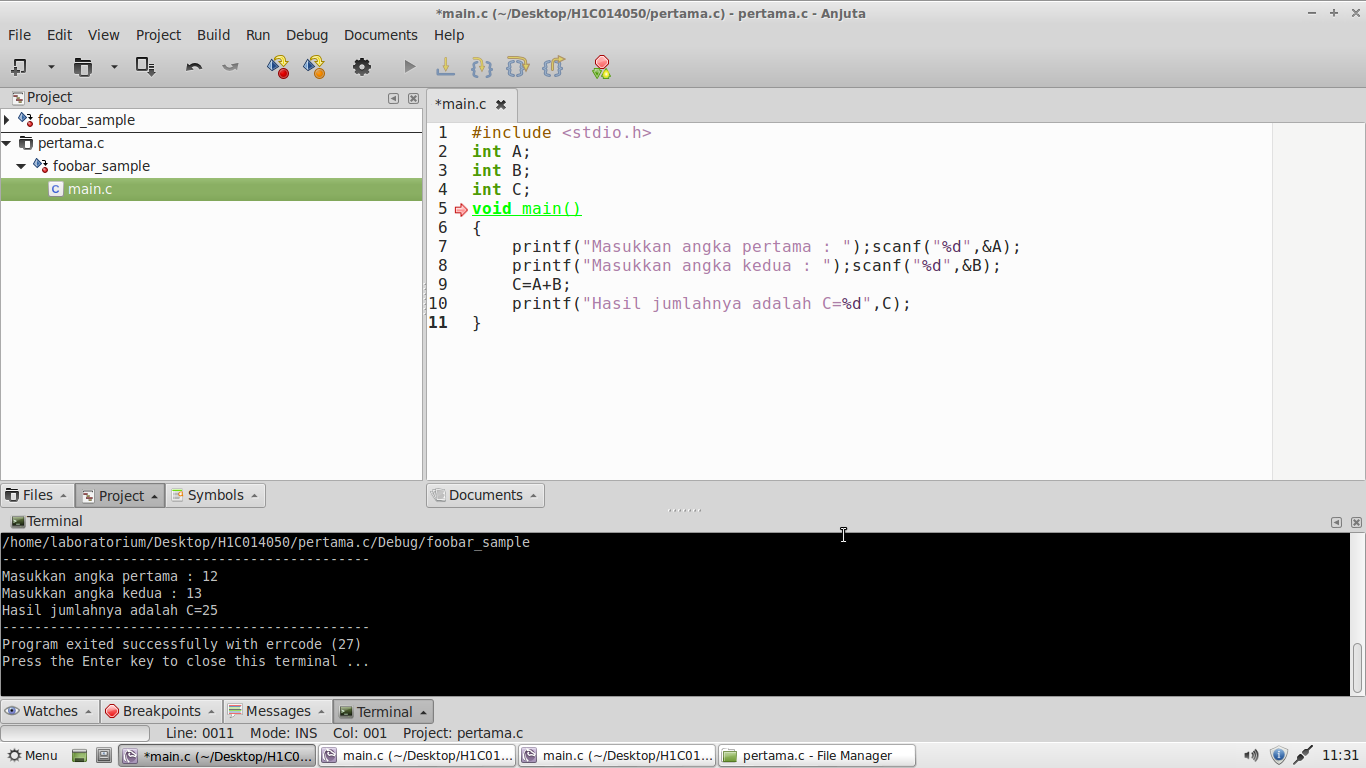 *main.c (~/Desktop/H1C014050/pertama.c) - pertama.c - Anjuta
File Edit View Project Build Run Debug Documents Help
Project
foobar_sample
pertama.c
foobar_sample
main.c
Files Project Symbols
*main.c
1 #include <stdio.h>
2 int A;
3 int B;
4 int C;
5 void main()
6 {
7 printf("Masukkan angka pertama : ");scanf("%d",&A);
8 printf("Masukkan angka kedua : ");scanf("%d",&B);
9 C=A+B;
10 printf("Hasil jumlahnya adalah C=%d",C);
11 }
Documents
Terminal
/home/laboratorium/Desktop/H1C014050/pertama.c/Debug/foobar_sample
----------------------------------------------
Masukkan angka pertama : 12
Masukkan angka kedua : 13
Hasil jumlahnya adalah C=25
----------------------------------------------
Program exited successfully with errcode (27)
Press the Enter key to close this terminal ...
Watches Breakpoints Messages Terminal
Line: 0011 Mode: INS Col: 001 Project: pertama.c
Menu *main.c (~/Desktop/H1C0... main.c (~/Desktop/H1C01... main.c (~/Desktop/H1C01... pertama.c - File Manager 11:31